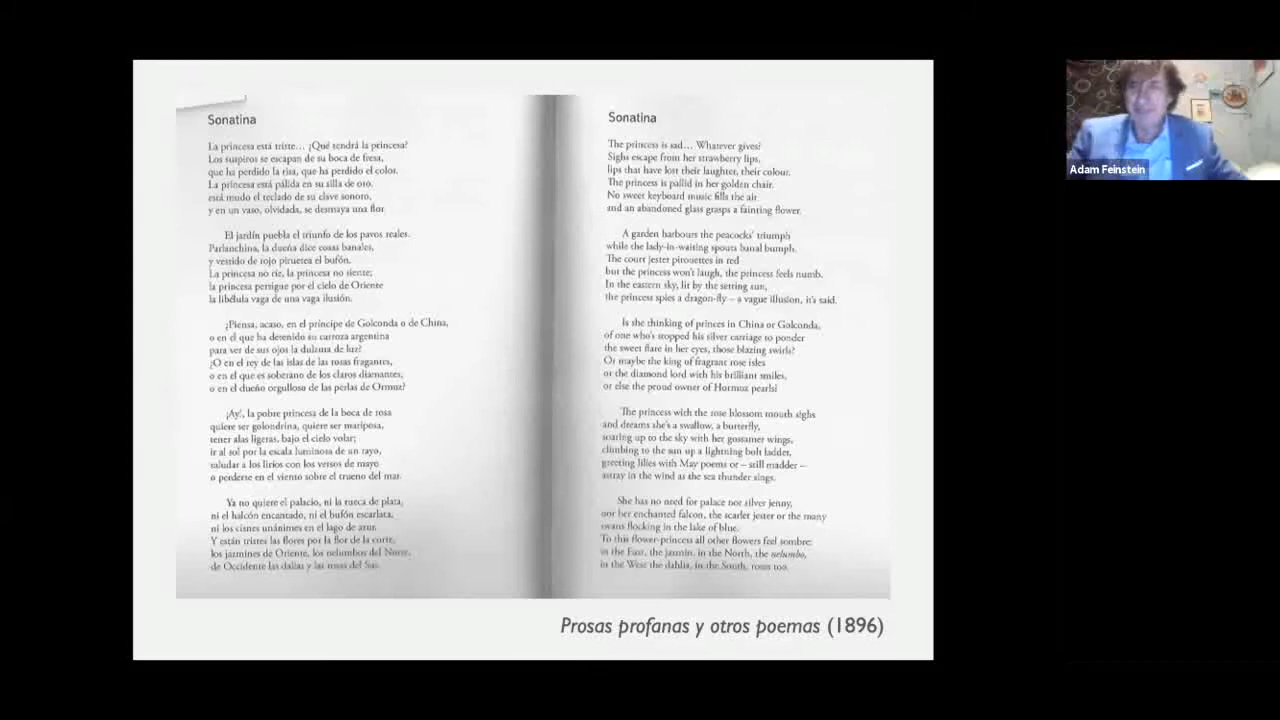 Sonatina
La princesa está triste... ¿Qué tendrá la princesa?
Los suspiros se escapan de su boca de fresa,
que ha perdido la risa, que ha perdido el color.
La princesa está pálida en su silla de oro,
está mudo el teclado de su clave sonoro,
y en un vaso, olvidada, se desmaya una flor.
El jardín puebla el triunfo de los pavos reales.
Parlanchina, la dueña dice cosas banales,
y vestido de rojo piruetea el bufón.
La princesa no ríe, la princesa no siente;
la princesa persigue por el cielo de Oriente
la libélula vaga de una vaga ilusión.
¿Piensa, acaso, en el príncipe de Golconda o de China,
o en el que ha detenido su carroza argentina
para ver de sus ojos la dulzura de luz?
¿O en el rey de las islas de las rosas fragantes,
o en el que es soberano de los claros diamantes,
o en el dueño orgulloso de las perlas de Ormuz?
¡Ay!, la pobre princesa de la boca de rosa
quiere ser golondrina, quiere ser mariposa,
tener alas ligeras, bajo el cielo volar;
ir al sol por la escala luminosa de un rayo,
saludar a los lirios con los versos de mayo
o perderse en el viento sobre el trueno del mar.
Ya no quiere el palacio, ni la rueca de plata,
ni el halcón encantado, ni el bufón escarlata,
ni los cisnes unánimes en el lago de azur.
Y están tristes las flores por la flor de la corte,
los jazmines de Oriente, los nelumbos del Norte,
de Occidente las dalias y las rosas del Sur.
Sonatina
The princess is sad... Whatever gives?
Sighs escape from her strawberry lips,
lips that have lost their laughter, their colour.
The princess is pallid in her golden chair.
No sweet keyboard music fills the air
and an abandoned glass grasps a fainting flower.
A garden harbours the peacocks' triumph
while the lady-in-waiting spouts banal bumph.
The court jester pirouettes in red
but the princess won't laugh, the princess feels numb.
In the eastern sky, lit by the setting sun,
the princess spies a dragon-fly – a vague illusion, it's said.
Is she thinking of princes in China or Golconda,
of one who's stopped his silver carriage to ponder
the sweet flare in her eyes, those blazing swirls?
Or maybe the king of fragrant rose isles
or the diamond lord with his brilliant smiles,
or else the proud owner of Hormuz pearls?
The princess with the rose blossom mouth sighs
and dreams she's a swallow, a butterfly,
soaring up to the sky with her gossamer wings,
climbing to the sun up a lightning bolt ladder,
greeting lilies with May poems or – still madder –
astray in the wind as the sea thunder sings.
She has no need for palace nor silver jenny,
nor her enchanted falcon, the scarlet jester or the many
swans flocking in the lake of blue.
To this flower-princess all other flowers feel sombre:
in the East, the jasmin, in the North, the nelumbo,
in the West the dahlia, in the South, roses too.
Prosas profanas y otros poemas (1896)
Adam Feinstein